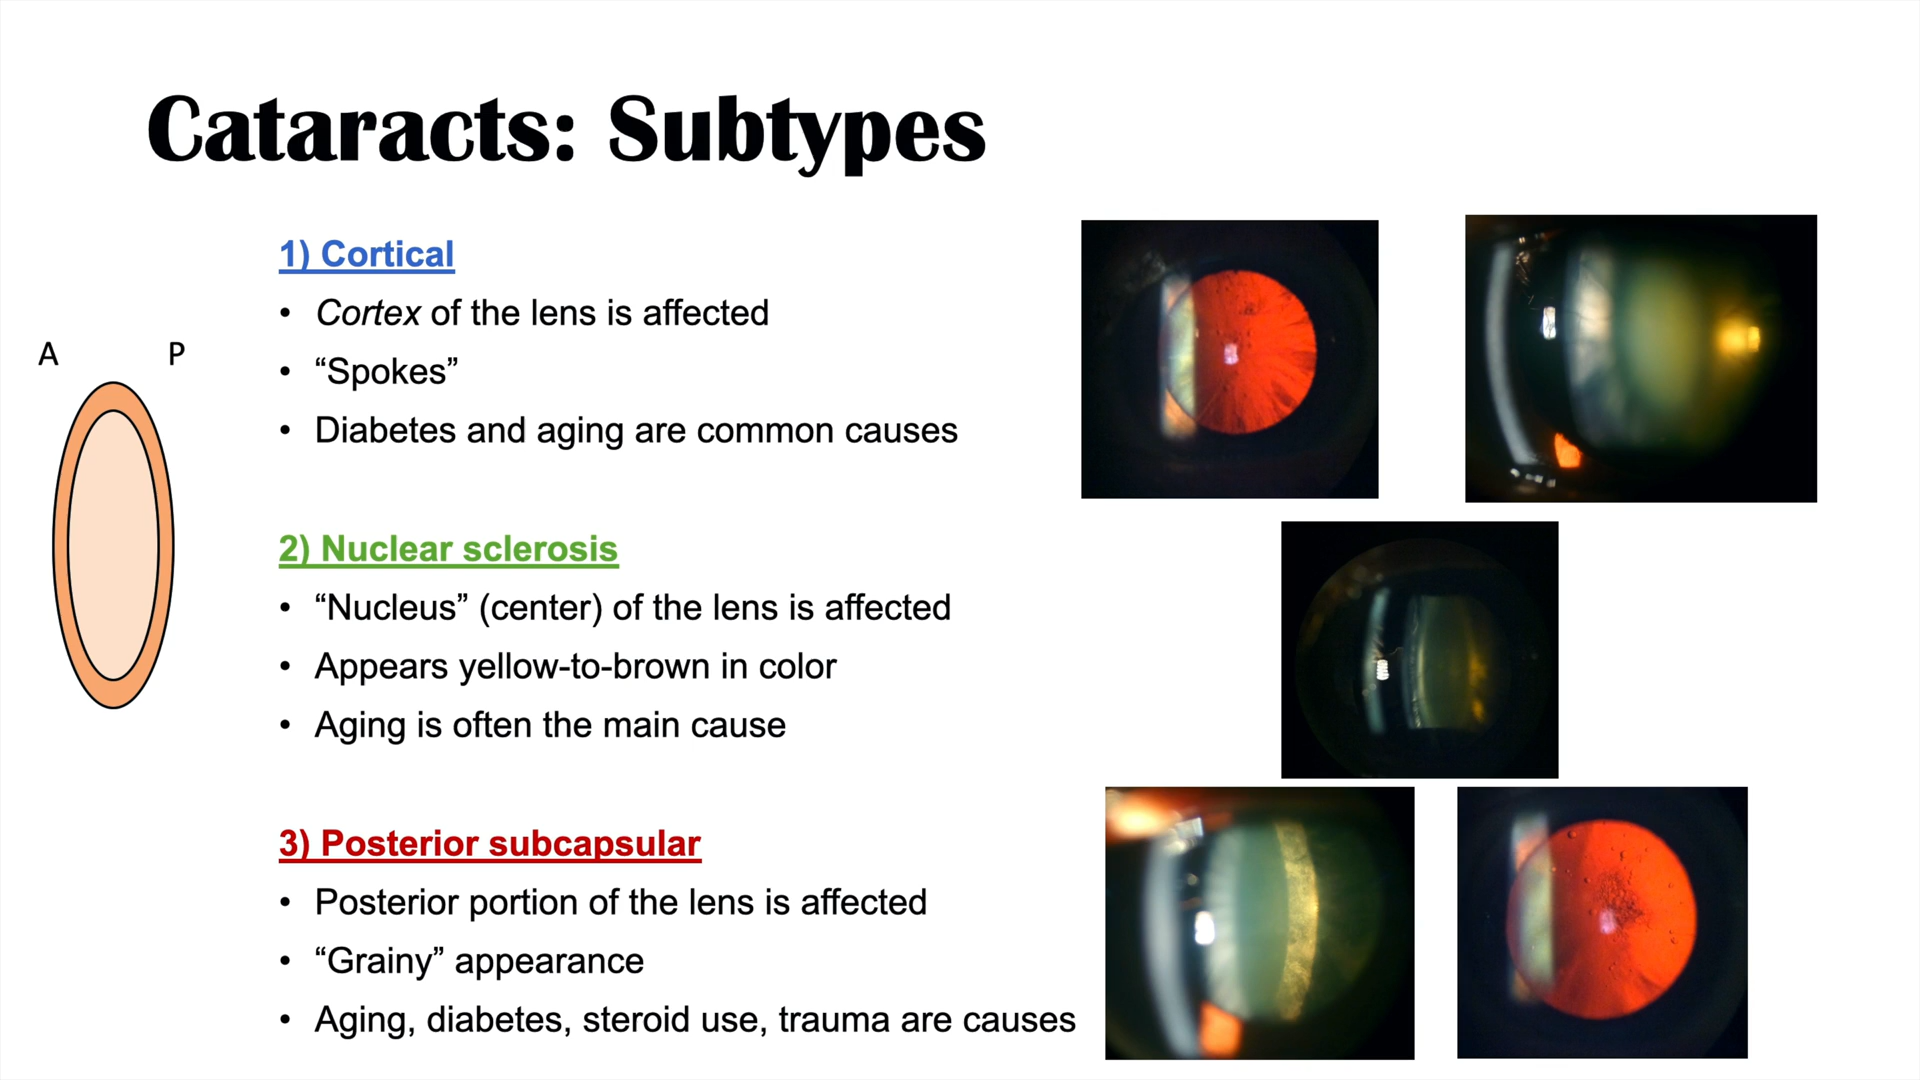 Cataracts: Subtypes
A
P
1) Cortical
• Cortex of the lens is affected
• “Spokes”
• Diabetes and aging are common causes
2) Nuclear sclerosis
• “Nucleus” (center) of the lens is affected
• Appears yellow-to-brown in color
• Aging is often the main cause
3) Posterior subcapsular
• Posterior portion of the lens is affected
• “Grainy” appearance
• Aging, diabetes, steroid use, trauma are causes